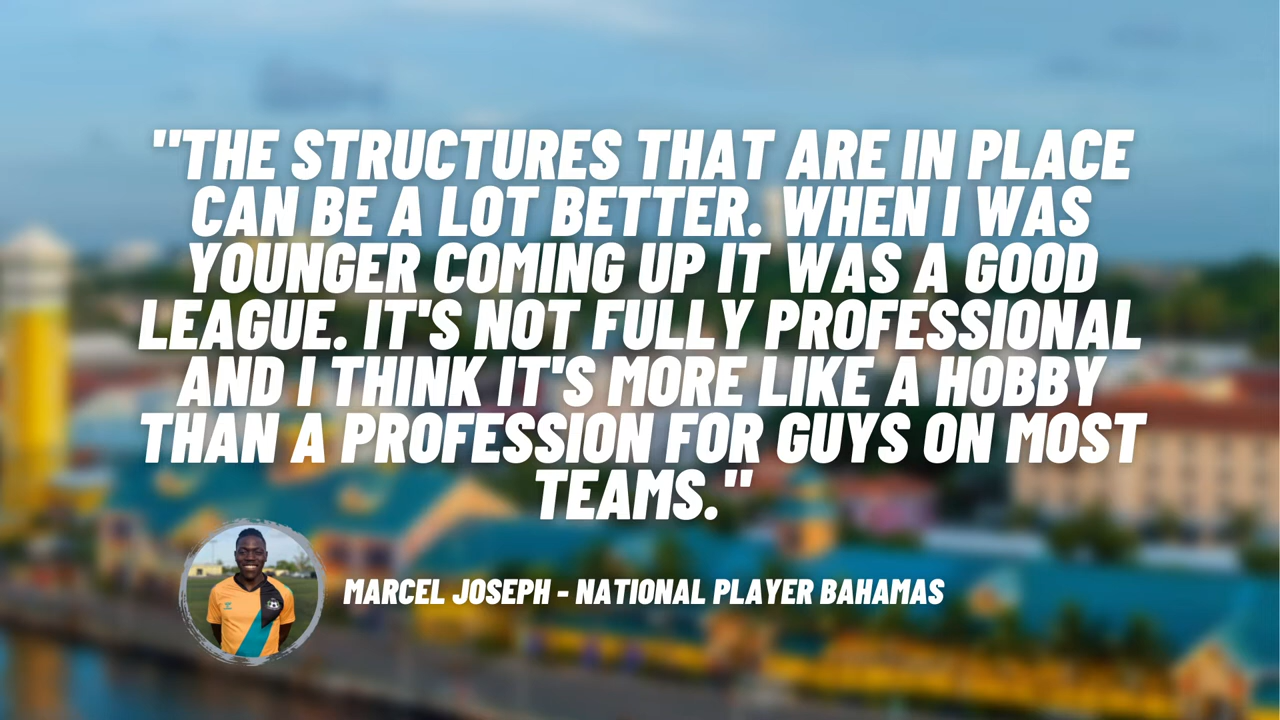 "THE STRUCTURES THAT ARE IN PLACE
CAN BE A LOT BETTER. WHEN I WAS
YOUNGER COMING UP IT WAS A GOOD
LEAGUE. IT'S NOT FULLY PROFESSIONAL
AND I THINK IT'S MORE LIKE A HOBBY
THAN A PROFESSION FOR GUYS ON MOST
TEAMS."
MARCEL JOSEPH - NATIONAL PLAYER BAHAMAS